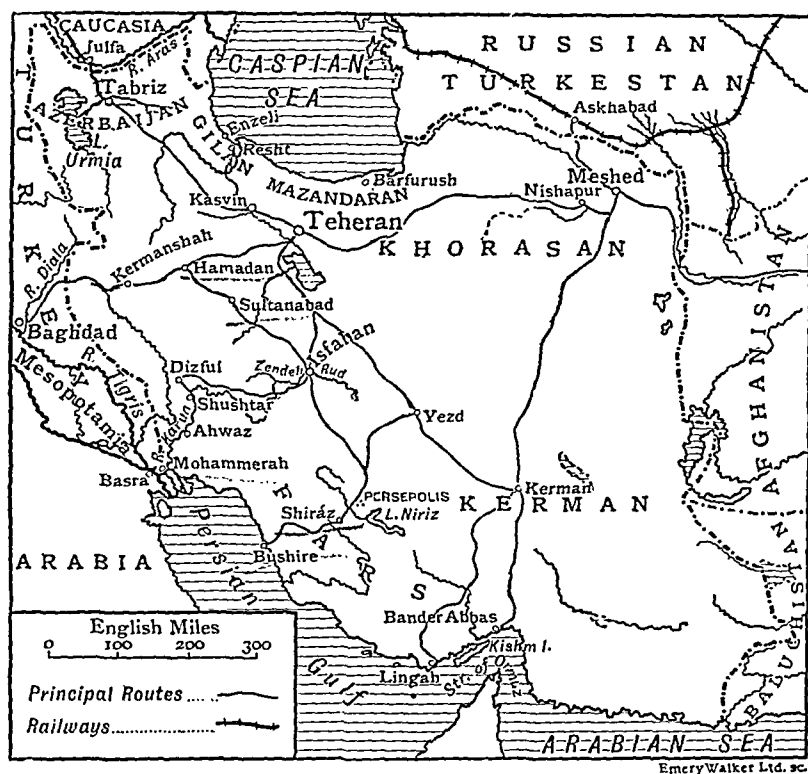 CAUCASIA
Julfa
R. Aras
Tabriz
AZERBAIJAN
L. Urmia
TURKEY
CASPIAN
SEA
RUSSIAN
TURKESTAN
Askhabad
GILAN
Enzeli
Resht
MAZANDARAN
Barfurush
Meshed
Nishapur
Kasvin
Teheran
KHORASAN
Kermanshah
Hamadan
R. Diala
Sultanabad
Baghdad
Isfahan
Zendeh Rud
Mesopotamia
R. Tigris
Dizful
Shushtar
R. Karun
Ahwaz
Yezd
AFGHANISTAN
Basra
Mohammerah
PERSEPOLIS
Shiráz
L. Niriz
FARS
KERMAN
Kerman
Bushire
ARABIA
Persian Gulf
Bander Abbas
Kishm I.
Lingah
Str. of Ormuz
BALUCHISTAN
ARABIAN SEA
English Miles
0 100 200 300
Principal Routes
Railways
Emery Walker Ltd. sc.